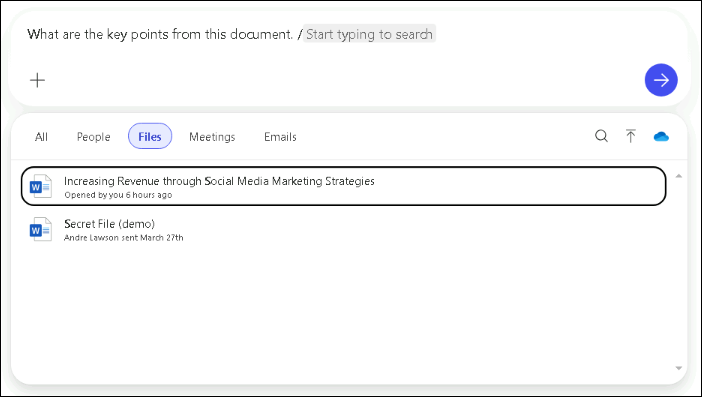 What are the key points from this document. / Start typing to search
All People Files Meetings Emails
W Increasing Revenue through Social Media Marketing Strategies
Opened by you 6 hours ago
W Secret File (demo)
Andre Lawson sent March 27th